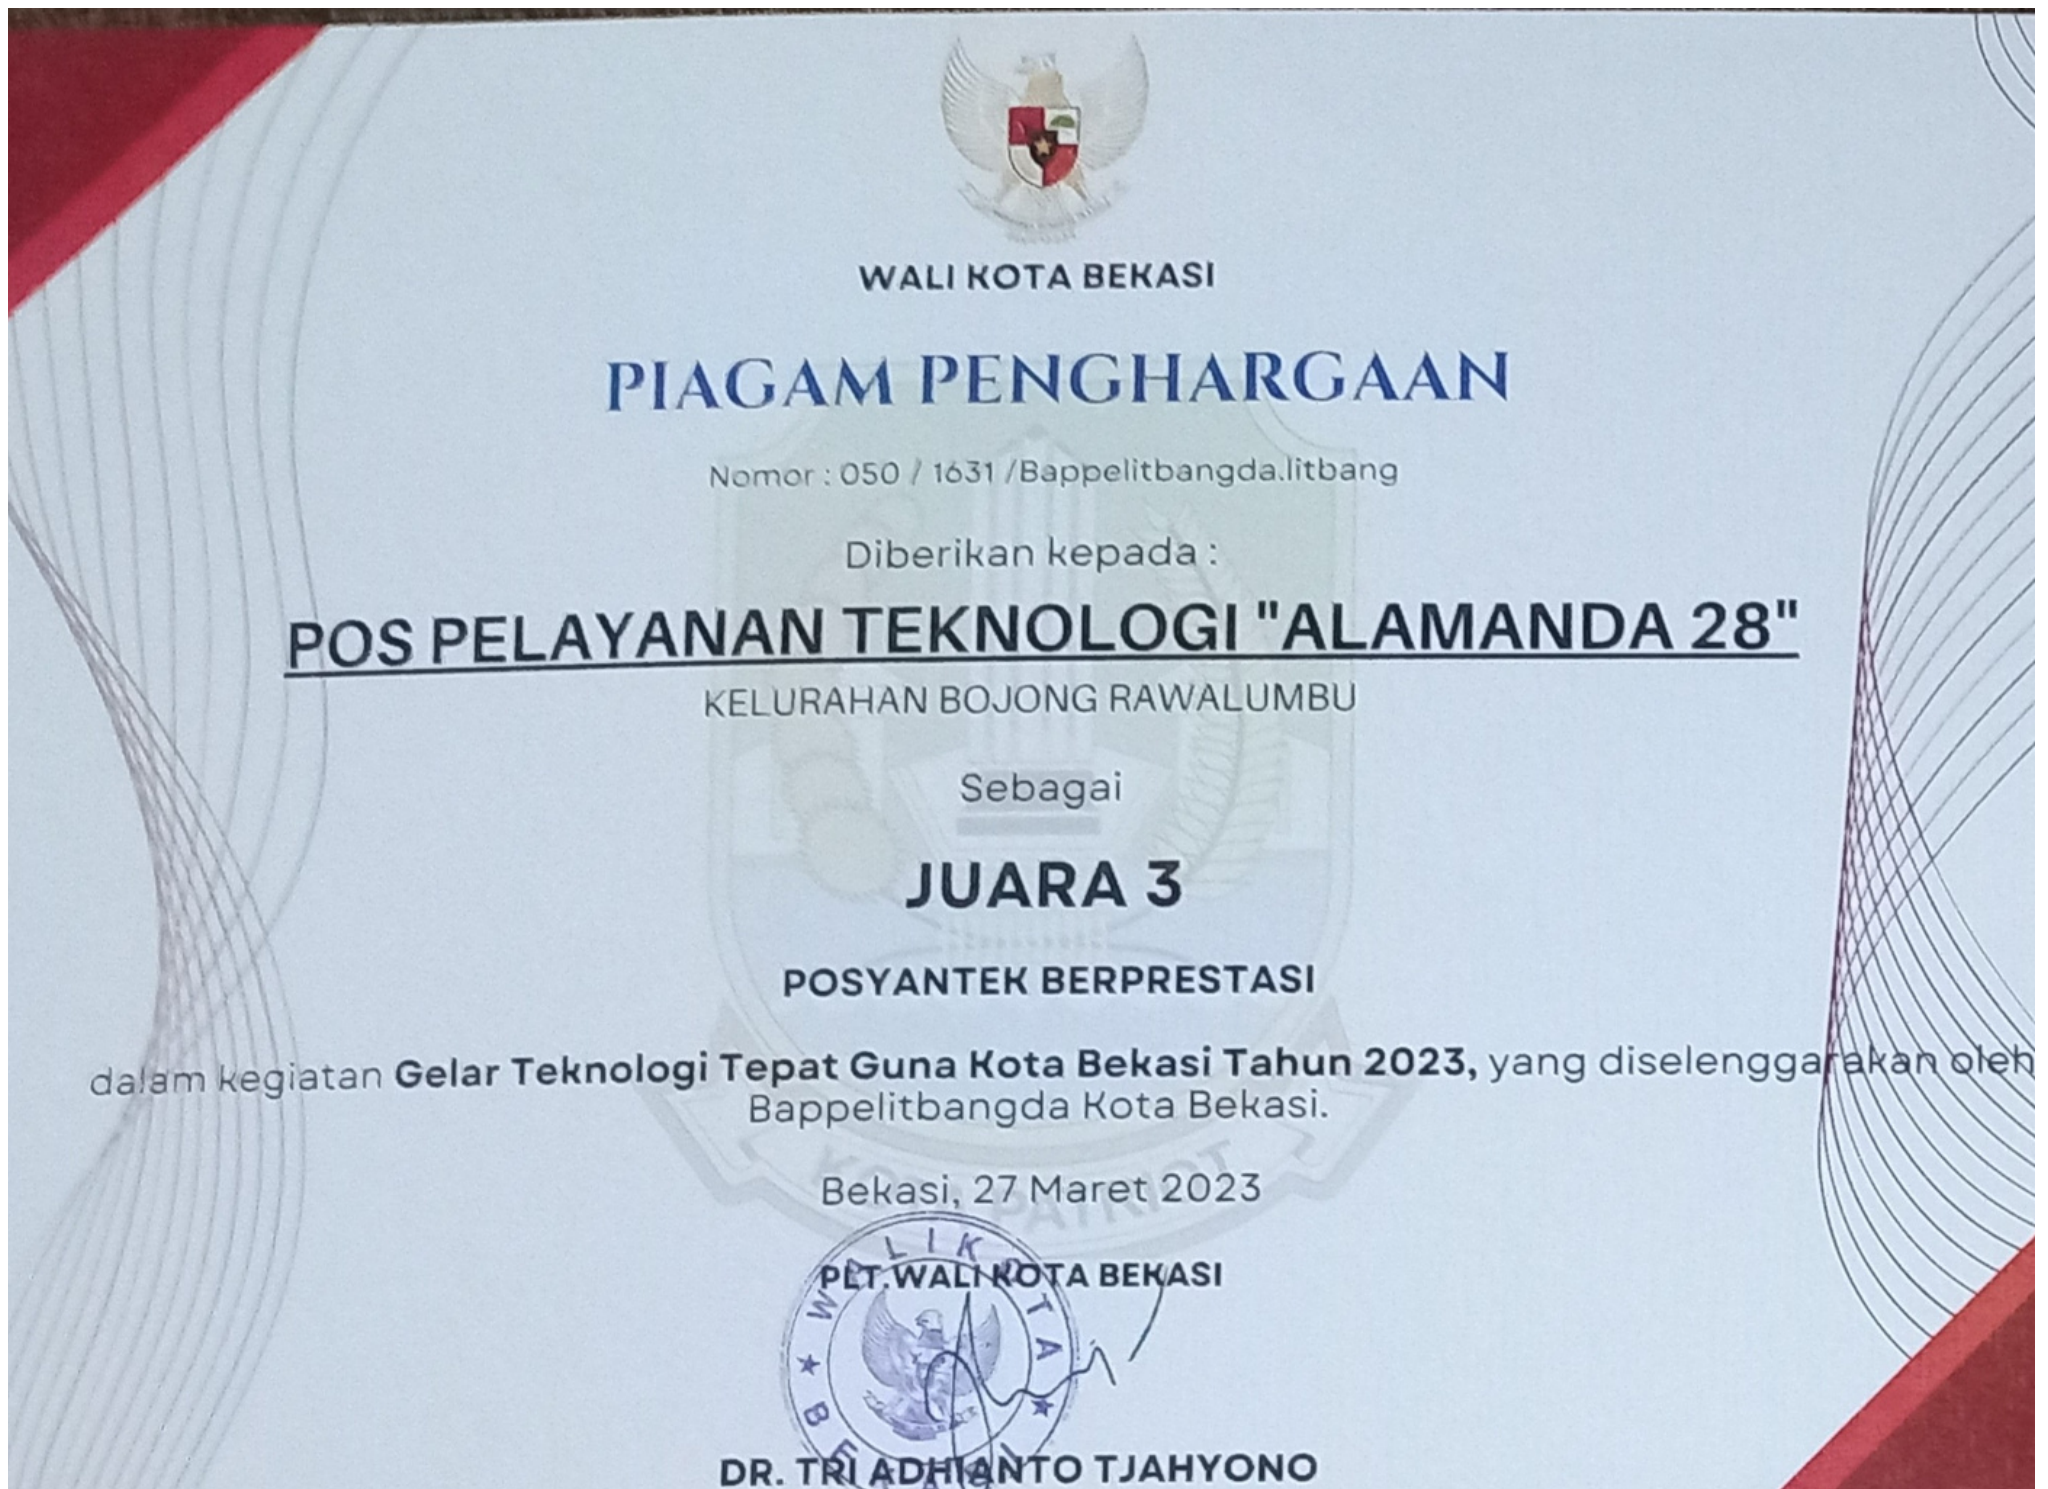 WALI KOTA BEKASI
PIAGAM PENGHARGAAN
Nomor : 050 / 1631 /Bappelitbangda.litbang
Diberikan kepada :
POS PELAYANAN TEKNOLOGI "ALAMANDA 28"
KELURAHAN BOJONG RAWALUMBU
Sebagai
JUARA 3
POSYANTEK BERPRESTASI
dalam kegiatan Gelar Teknologi Tepat Guna Kota Bekasi Tahun 2023, yang diselenggarakan oleh
Bappelitbangda Kota Bekasi.
Bekasi, 27 Maret 2023
PLT.WALI KOTA BEKASI
WALIKOTA
DR. TRI ADHIANTO TJAHYONO